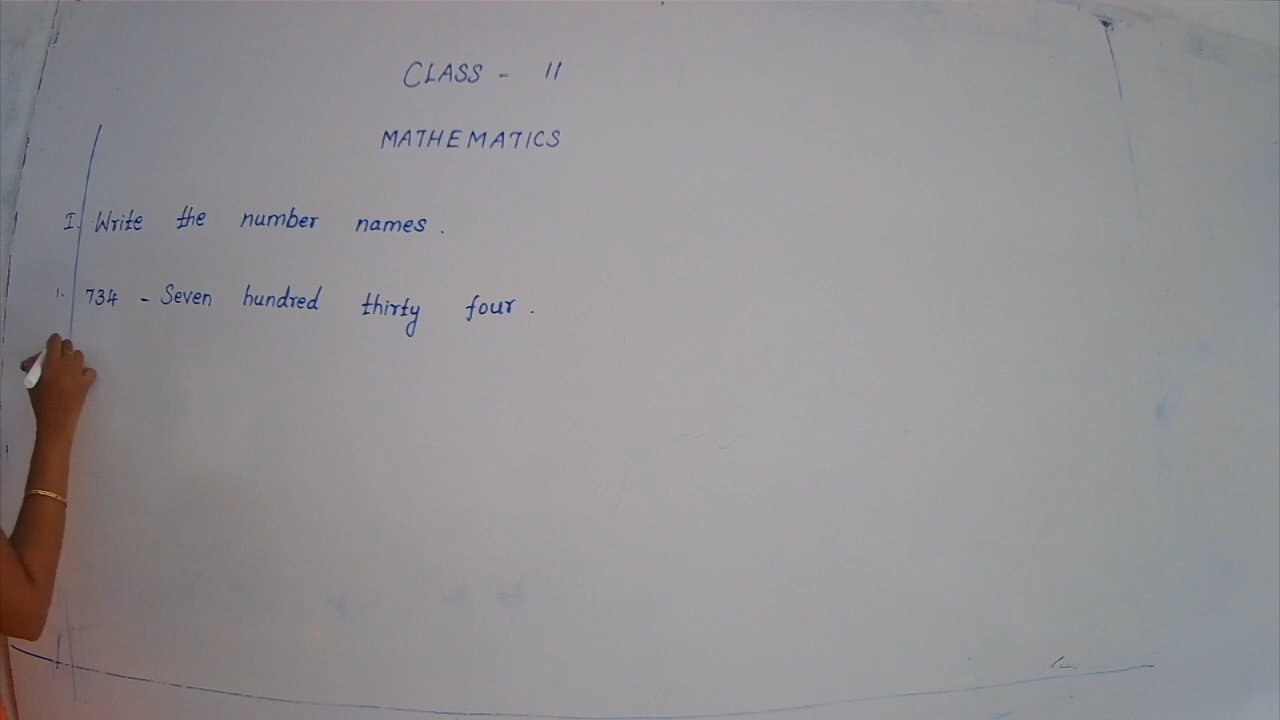 CLASS - II
MATHEMATICS
I. Write the number names.
1. 734 - Seven hundred thirty four.